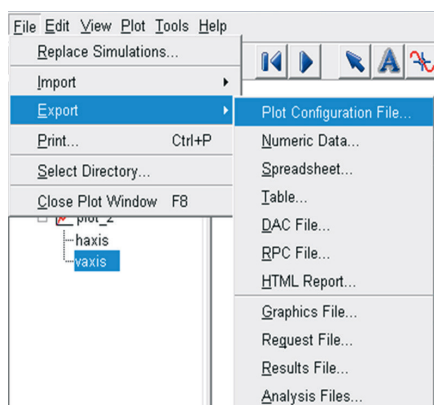 File Edit View Plot Tools Help
Replace Simulations...
Import
Export
Print... Ctrl+P
Select Directory...
Close Plot Window F8
plot_2
haxis
vaxis
A
Plot Configuration File...
Numeric Data...
Spreadsheet...
Table...
DAC File...
RPC File...
HTML Report...
Graphics File...
Request File...
Results File...
Analysis Files...